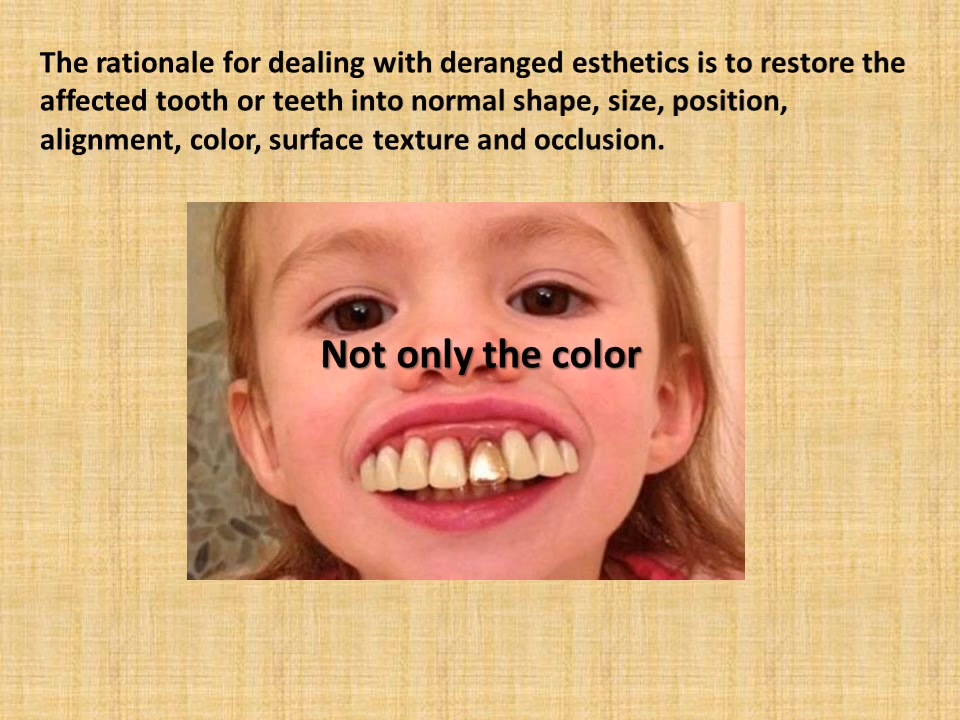 The rationale for dealing with deranged esthetics is to restore the
affected tooth or teeth into normal shape, size, position,
alignment, color, surface texture and occlusion.
Not only the color